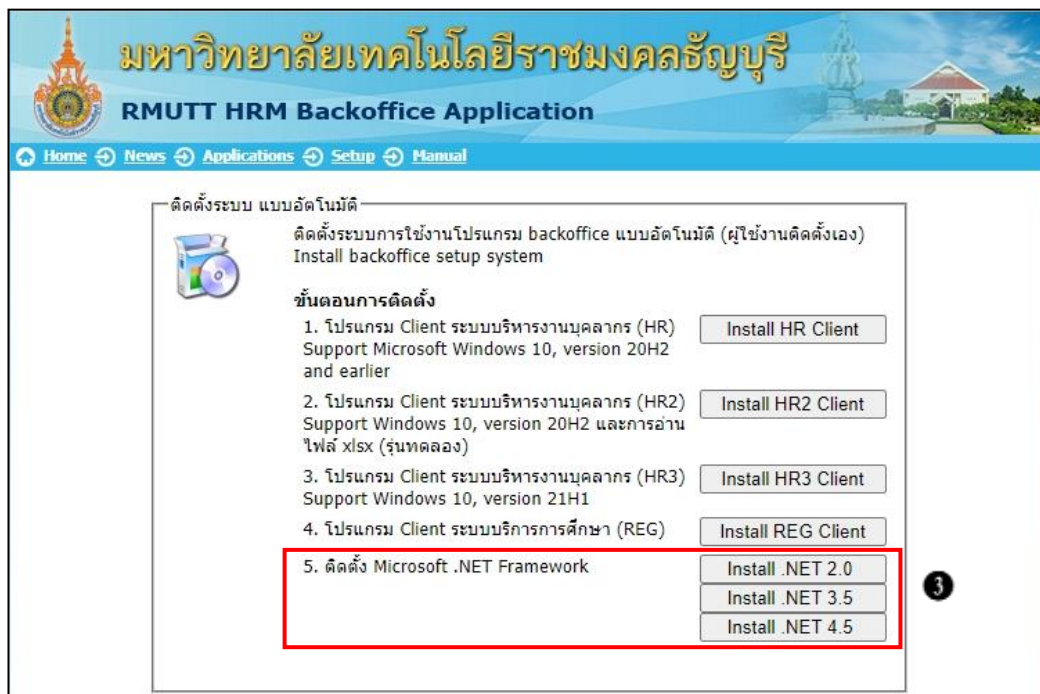 มหาวิทยาลัยเทคโนโลยีราชมงคลธัญบุรี
RMUTT HRM Backoffice Application
Home News Applications Setup Manual
ติดตั้งระบบ แบบอัตโนมัติ
ติดตั้งระบบการใช้งานโปรแกรม backoffice แบบอัตโนมัติ (ผู้ใช้งานติดตั้งเอง)
Install backoffice setup system
ขั้นตอนการติดตั้ง
1. โปรแกรม Client ระบบบริหารงานบุคลากร (HR)
Support Microsoft Windows 10, version 20H2
and earlier
Install HR Client
2. โปรแกรม Client ระบบบริหารงานบุคลากร (HR2)
Support Windows 10, version 20H2 และการอ่าน
ไฟล์ xlsx (รุ่นทดลอง)
Install HR2 Client
3. โปรแกรม Client ระบบบริหารงานบุคลากร (HR3)
Support Windows 10, version 21H1
Install HR3 Client
4. โปรแกรม Client ระบบบริการการศึกษา (REG)
Install REG Client
5. ติดตั้ง Microsoft .NET Framework
Install .NET 2.0
Install .NET 3.5
Install .NET 4.5
3